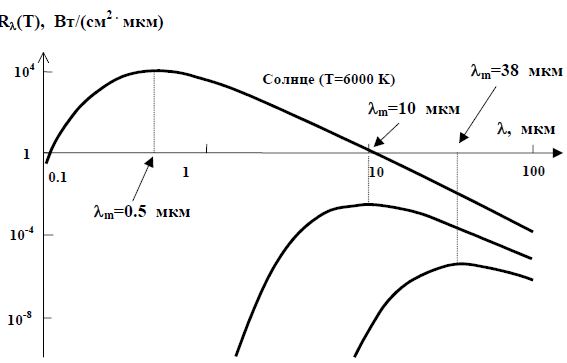 Rλ(T), Вт/(см²· мкм)
10⁴
Солнце (T=6000 К)
λm=38 мкм
λm=10 мкм
λ, мкм
1
0.1
1
10
100
λm=0.5 мкм
10⁻⁴
10⁻⁸